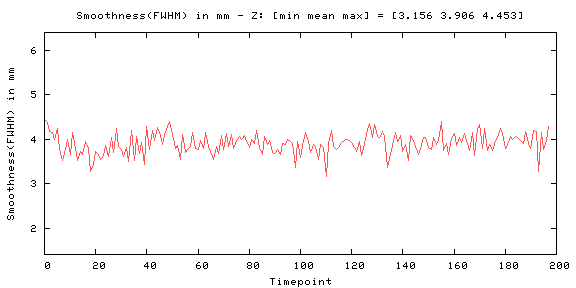 Smoothness(FWHM) in mm - Z: [min mean max] = [3.156 3.906 4.453]
6
5
4
3
2
Smoothness(FWHM) in mm
0 20 40 60 80 100 120 140 160 180 200
Timepoint